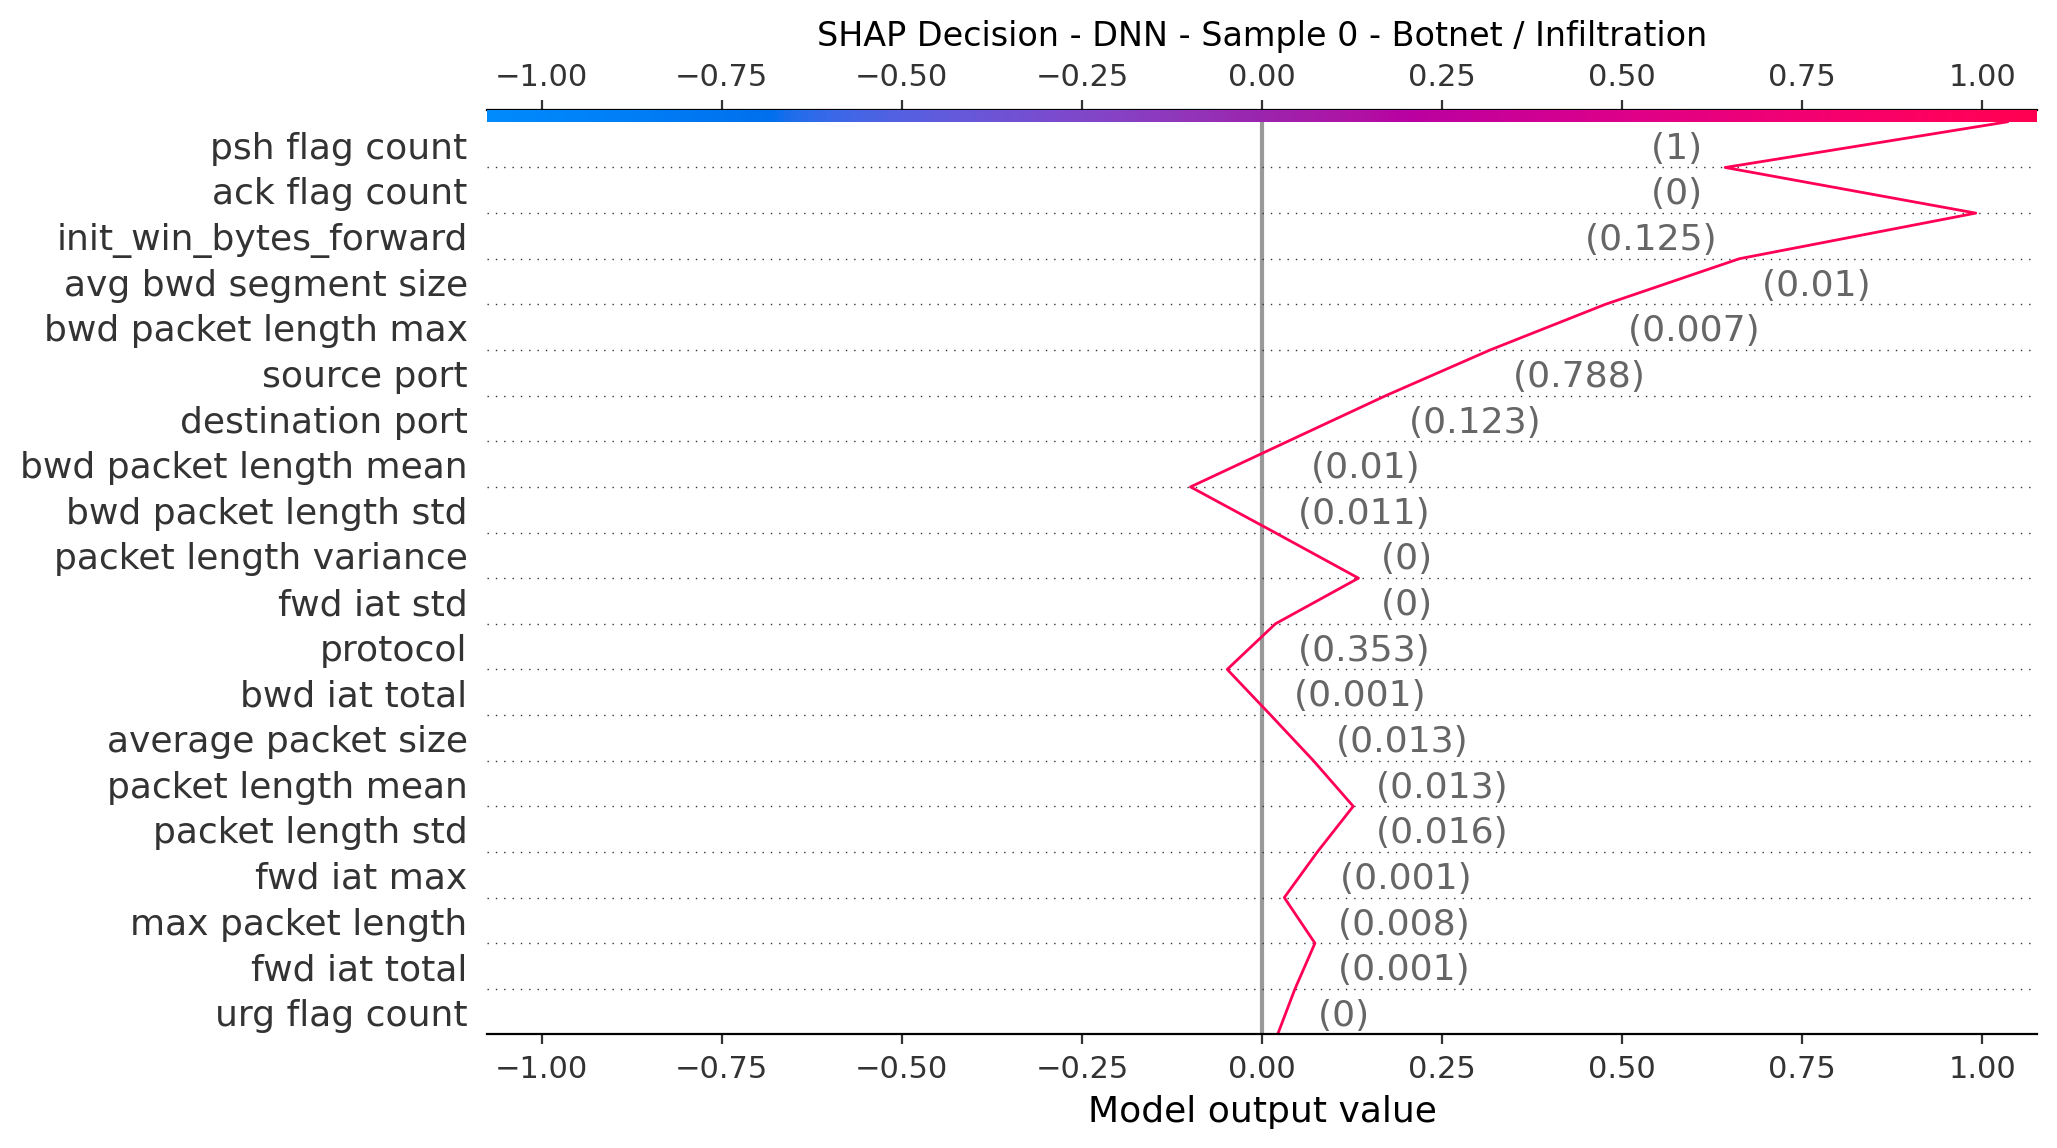 SHAP Decision - DNN - Sample 0 - Botnet / Infiltration
−1.00 −0.75 −0.50 −0.25 0.00 0.25 0.50 0.75 1.00
psh flag count (1)
ack flag count (0)
init_win_bytes_forward (0.125)
avg bwd segment size (0.01)
bwd packet length max (0.007)
source port (0.788)
destination port (0.123)
bwd packet length mean (0.01)
bwd packet length std (0.011)
packet length variance (0)
fwd iat std (0)
protocol (0.353)
bwd iat total (0.001)
average packet size (0.013)
packet length mean (0.013)
packet length std (0.016)
fwd iat max (0.001)
max packet length (0.008)
fwd iat total (0.001)
urg flag count (0)
−1.00 −0.75 −0.50 −0.25 0.00 0.25 0.50 0.75 1.00
Model output value